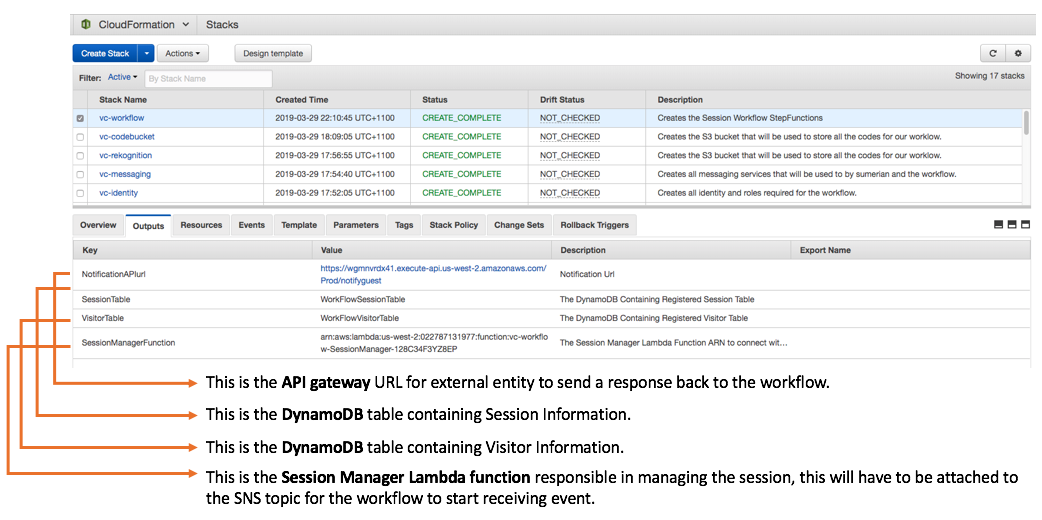 CloudFormation Stacks
Create Stack Actions Design template
Filter: Active By Stack Name Showing 17 stacks
Stack Name Created Time Status Drift Status Description
vc-workflow 2019-03-29 22:10:45 UTC+1100 CREATE_COMPLETE NOT_CHECKED Creates the Session Workflow StepFunctions
vc-codebucket 2019-03-29 18:09:05 UTC+1100 CREATE_COMPLETE NOT_CHECKED Creates the S3 bucket that will be used to store all the codes for our worklow.
vc-rekognition 2019-03-29 17:56:55 UTC+1100 CREATE_COMPLETE NOT_CHECKED Creates the S3 bucket that will be used to store all the codes for our worklow.
vc-messaging 2019-03-29 17:54:40 UTC+1100 CREATE_COMPLETE NOT_CHECKED Creates all messaging services that will be used to by sumerian and the workflow.
vc-identity 2019-03-29 17:52:05 UTC+1100 CREATE_COMPLETE NOT_CHECKED Creates all identity and roles required for the workflow.
Overview Outputs Resources Events Template Parameters Tags Stack Policy Change Sets Rollback Triggers
Key Value Description Export Name
NotificationAPIurl https://wgmnvrdx41.execute-api.us-west-2.amazonaws.com/ Notification Url
Prod/notifyguest
SessionTable WorkFlowSessionTable The DynamoDB Containing Registered Session Table
VisitorTable WorkFlowVisitorTable The DynamoDB Containing Registered Visitor Table
SessionManagerFunction arn:aws:lambda:us-west-2:022787131977:function:vc-workflo The Session Manager Lambda Function ARN to connect wit...
w-SessionManager-128C34F3YZ8EP
This is the API gateway URL for external entity to send a response back to the workflow.
This is the DynamoDB table containing Session Information.
This is the DynamoDB table containing Visitor Information.
This is the Session Manager Lambda function responsible in managing the session, this will have to be attached to
the SNS topic for the workflow to start receiving event.